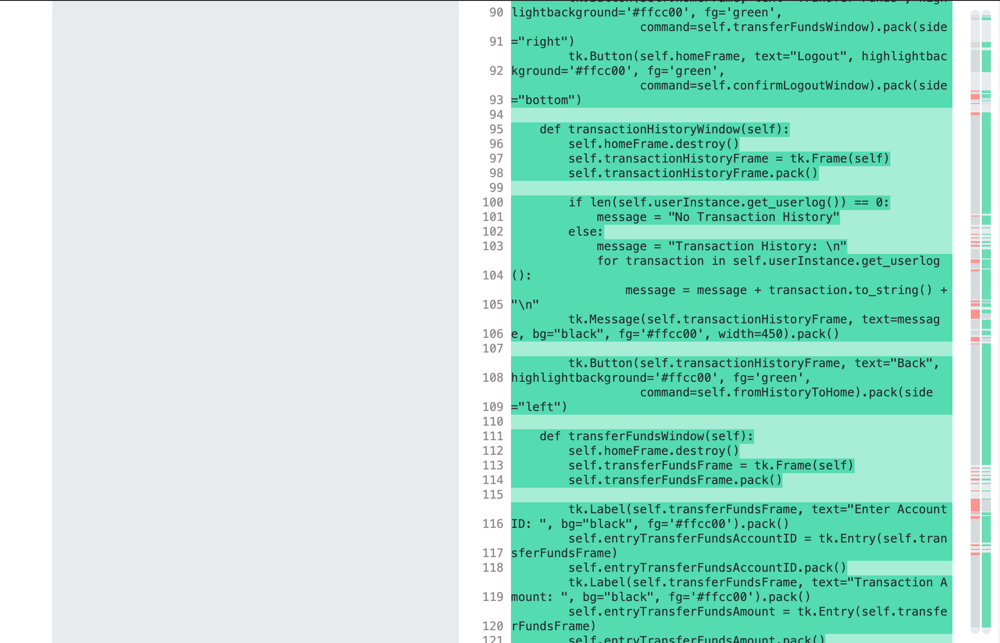 90 lightbackground='#ffcc00', fg='green',
command=self.transferFundsWindow).pack(side
91 ="right")
tk.Button(self.homeFrame, text="Logout", highlightbac
92 kground='#ffcc00', fg='green',
command=self.confirmLogoutWindow).pack(side
93 ="bottom")
94
95 def transactionHistoryWindow(self):
96 self.homeFrame.destroy()
97 self.transactionHistoryFrame = tk.Frame(self)
98 self.transactionHistoryFrame.pack()
99
100 if len(self.userInstance.get_userlog()) == 0:
101 message = "No Transaction History"
102 else:
103 message = "Transaction History: \n"
for transaction in self.userInstance.get_userlog
104 ():
message = message + transaction.to_string() +
105 "\n"
tk.Message(self.transactionHistoryFrame, text=messag
106 e, bg="black", fg='#ffcc00', width=450).pack()
107
tk.Button(self.transactionHistoryFrame, text="Back",
108 highlightbackground='#ffcc00', fg='green',
command=self.fromHistoryToHome).pack(side
109 ="left")
110
111 def transferFundsWindow(self):
112 self.homeFrame.destroy()
113 self.transferFundsFrame = tk.Frame(self)
114 self.transferFundsFrame.pack()
115
tk.Label(self.transferFundsFrame, text="Enter Account
116 ID: ", bg="black", fg='#ffcc00').pack()
self.entryTransferFundsAccountID = tk.Entry(self.tran
117 sferFundsFrame)
118 self.entryTransferFundsAccountID.pack()
tk.Label(self.transferFundsFrame, text="Transaction A
119 mount: ", bg="black", fg='#ffcc00').pack()
self.entryTransferFundsAmount = tk.Entry(self.transfe
120 rFundsFrame)
121 self.entryTransferFundsAmount.pack()